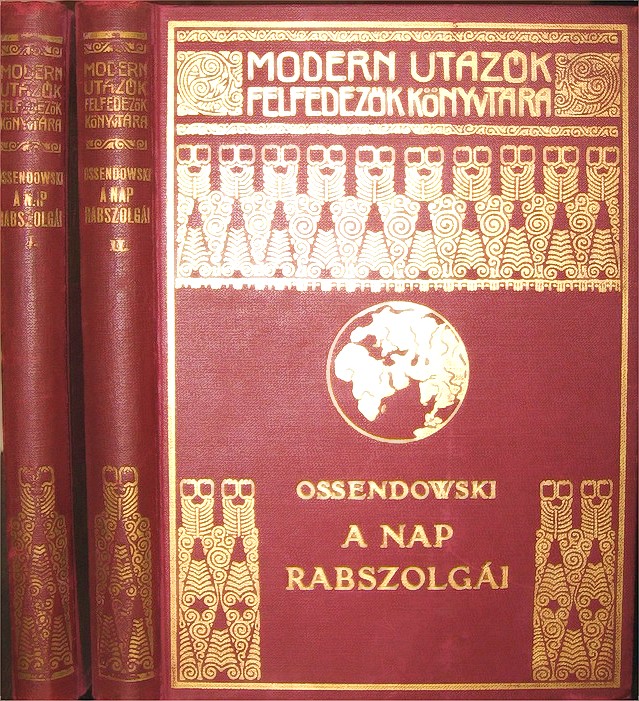 MODERN
UTAZÓK
FELFEDEZŐK
KÖNYVTÁRA
OSSENDOWSKI
A NAP
RABSZOLGÁI
I.
MODERN
UTAZÓK
FELFEDEZŐK
KÖNYVTÁRA
OSSENDOWSKI
A NAP
RABSZOLGÁI
II.
MODERN UTAZÓK
FELFEDEZŐK KÖNYVTÁRA
OSSENDOWSKI
A NAP
RABSZOLGÁI